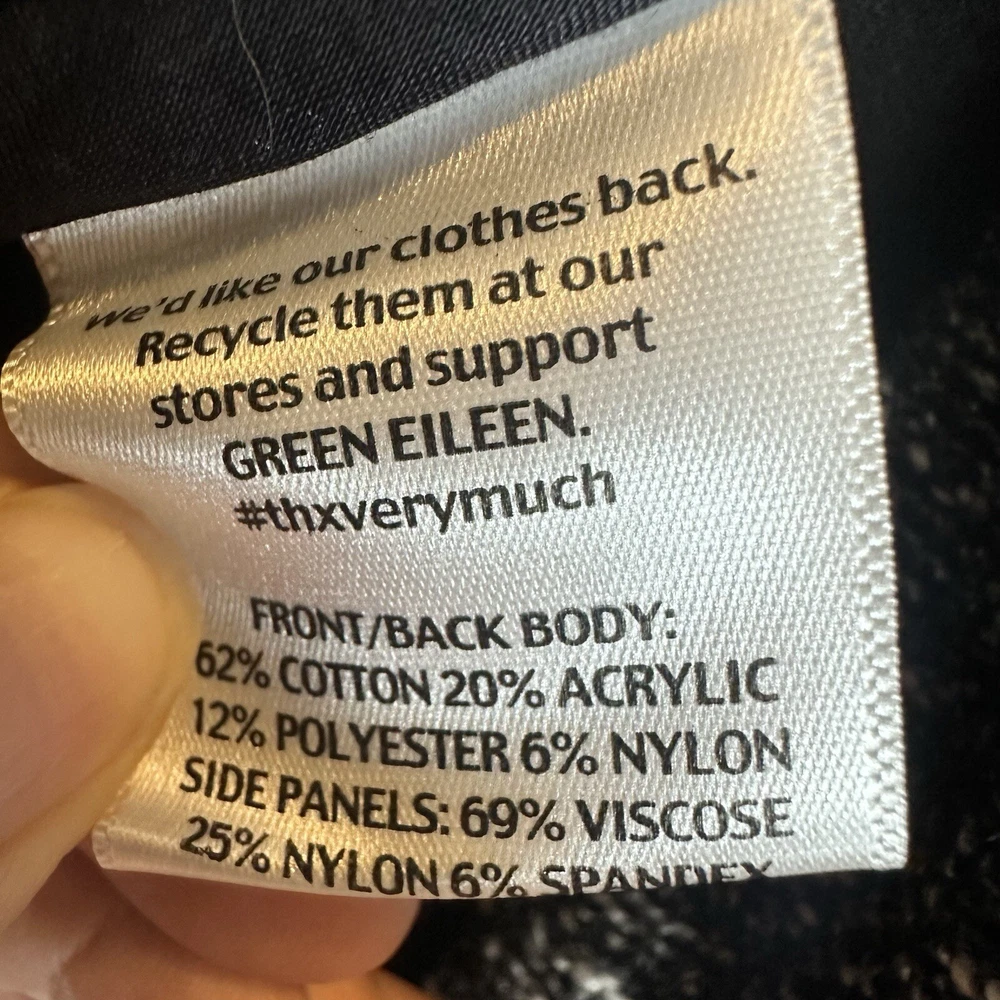 We'd like our clothes back.
Recycle them at our
stores and support
GREEN EILEEN.
#thxverymuch
FRONT/BACK BODY:
62% COTTON 20% ACRYLIC
12% POLYESTER 6% NYLON
SIDE PANELS: 69% VISCOSE
25% NYLON 6% SPANDEX